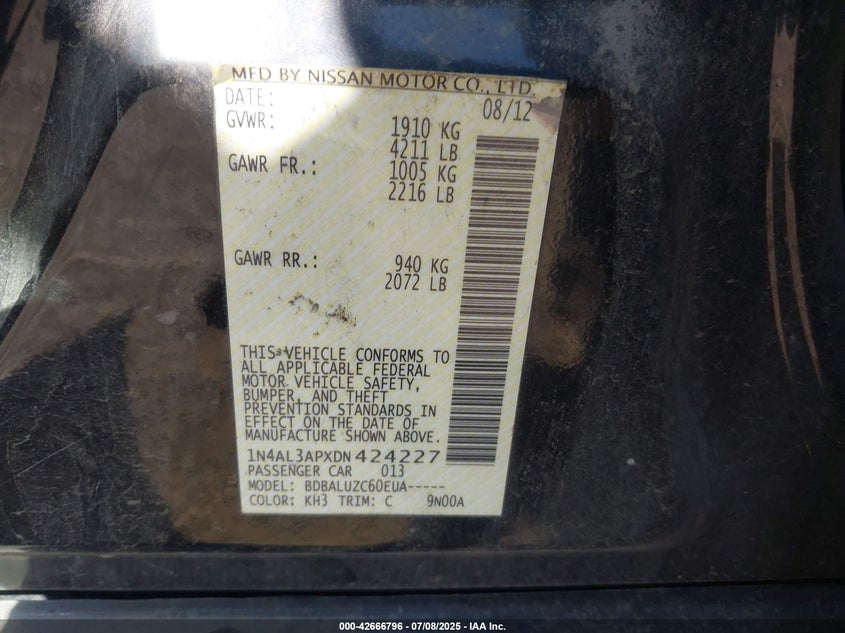 MFD BY NISSAN MOTOR CO., LTD.
DATE: 08/12
GVWR: 1910 KG
4211 LB
GAWR FR.: 1005 KG
2216 LB
GAWR RR.: 940 KG
2072 LB
THIS VEHICLE CONFORMS TO
ALL APPLICABLE FEDERAL
MOTOR VEHICLE SAFETY,
BUMPER, AND THEFT
PREVENTION STANDARDS IN
EFFECT ON THE DATE OF
MANUFACTURE SHOWN ABOVE.
1N4AL3APXDN424227
PASSENGER CAR 013
MODEL: BDBALUZC60EUA-----
COLOR: KH3 TRIM: C 9N00A
000-42666796 - 07/08/2025 - IAA Inc.